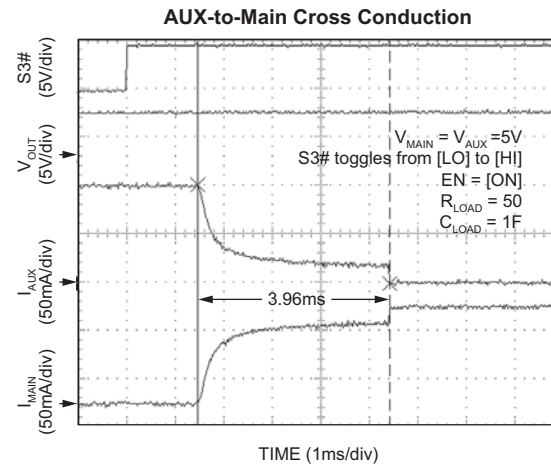 AUX-to-Main Cross Conduction
S3#
(5V/div)
V_OUT
(5V/div)
I_AUX
(50mA/div)
I_MAIN
(50mA/div)
V_MAIN = V_AUX =5V
S3# toggles from [LO] to [HI]
EN = [ON]
R_LOAD = 50
C_LOAD = 1F
3.96ms
TIME (1ms/div)